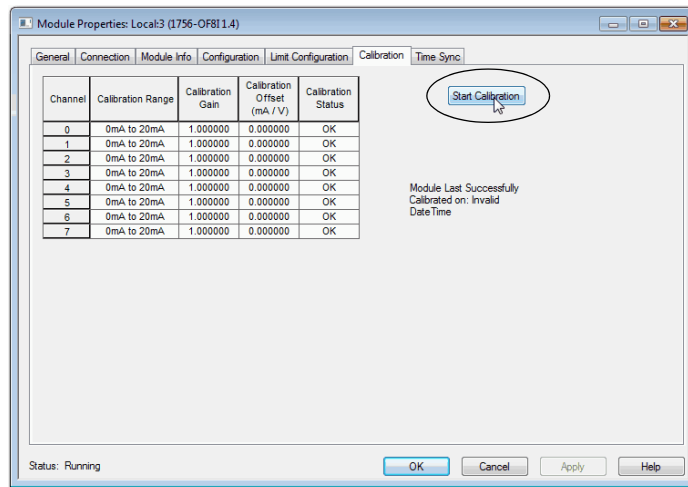 Module Properties: Local:3 (1756-OF8I 1.4)
General Connection Module Info Configuration Limit Configuration Calibration Time Sync
Channel Calibration Range Calibration Gain Calibration Offset (mA / V) Calibration Status
0 0mA to 20mA 1.000000 0.000000 OK
1 0mA to 20mA 1.000000 0.000000 OK
2 0mA to 20mA 1.000000 0.000000 OK
3 0mA to 20mA 1.000000 0.000000 OK
4 0mA to 20mA 1.000000 0.000000 OK
5 0mA to 20mA 1.000000 0.000000 OK
6 0mA to 20mA 1.000000 0.000000 OK
7 0mA to 20mA 1.000000 0.000000 OK
Start Calibration
Module Last Successfully
Calibrated on: Invalid
DateTime
Status: Running
OK Cancel Apply Help